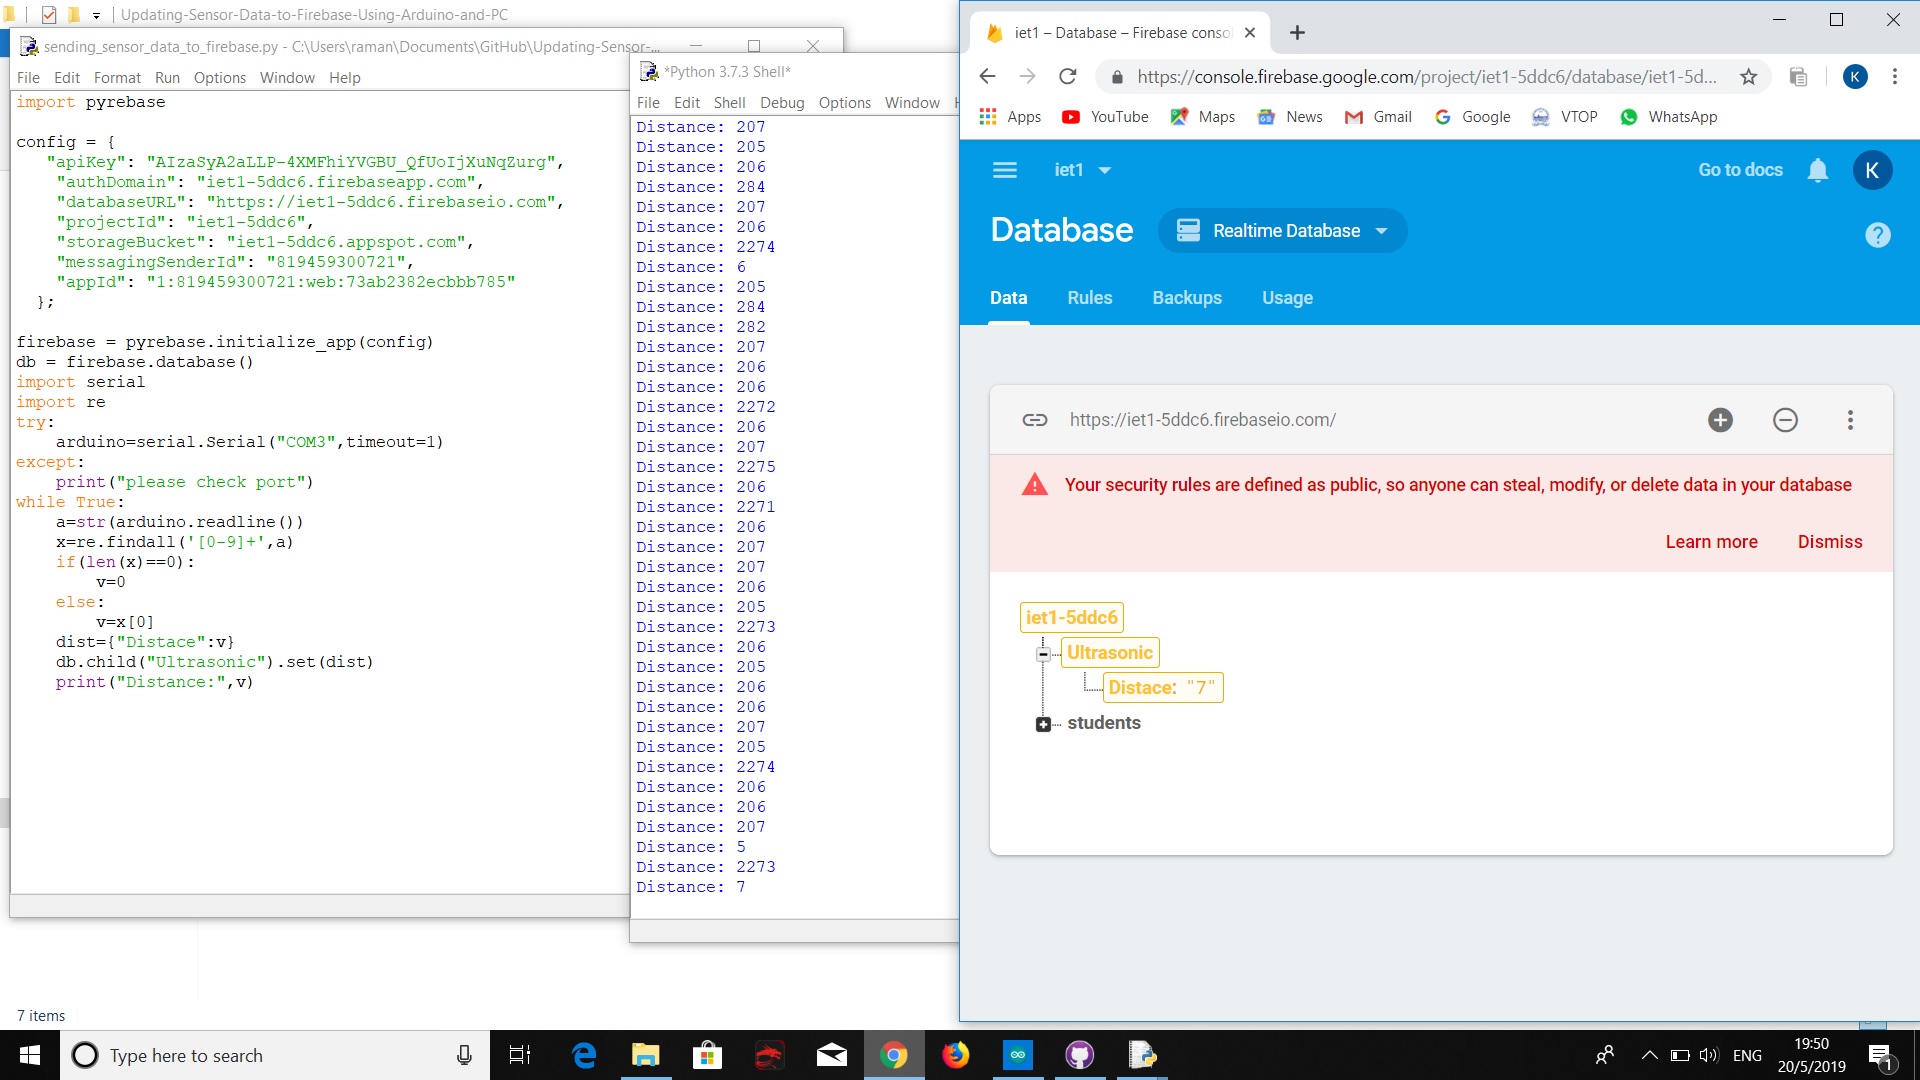 Updating-Sensor-Data-to-Firebase-Using-Arduino-and-PC
sending_sensor_data_to_firebase.py - C:\Users\raman\Documents\GitHub\Updating-Sensor-...
File Edit Format Run Options Window Help
import pyrebase
config = {
"apiKey": "AIzaSyA2aLLP-4XMFhiYVGBU_QfUoIjXuNqZurg",
"authDomain": "iet1-5ddc6.firebaseapp.com",
"databaseURL": "https://iet1-5ddc6.firebaseio.com",
"projectId": "iet1-5ddc6",
"storageBucket": "iet1-5ddc6.appspot.com",
"messagingSenderId": "819459300721",
"appId": "1:819459300721:web:73ab2382ecbbb785"
};
firebase = pyrebase.initialize_app(config)
db = firebase.database()
import serial
import re
try:
arduino=serial.Serial("COM3",timeout=1)
except:
print("please check port")
while True:
a=str(arduino.readline())
x=re.findall('[0-9]+',a)
if(len(x)==0):
v=0
else:
v=x[0]
dist={"Distace":v}
db.child("Ultrasonic").set(dist)
print("Distance:",v)
7 items
*Python 3.7.3 Shell*
File Edit Shell Debug Options Window
Distance: 207
Distance: 205
Distance: 206
Distance: 284
Distance: 207
Distance: 206
Distance: 2274
Distance: 6
Distance: 205
Distance: 284
Distance: 282
Distance: 207
Distance: 206
Distance: 206
Distance: 2272
Distance: 206
Distance: 207
Distance: 2275
Distance: 206
Distance: 2271
Distance: 206
Distance: 207
Distance: 207
Distance: 206
Distance: 205
Distance: 2273
Distance: 206
Distance: 205
Distance: 206
Distance: 206
Distance: 207
Distance: 205
Distance: 2274
Distance: 206
Distance: 206
Distance: 207
Distance: 5
Distance: 2273
Distance: 7
iet1 – Database – Firebase conso
https://console.firebase.google.com/project/iet1-5ddc6/database/iet1-5d... K
Apps YouTube Maps News Gmail Google VTOP WhatsApp
iet1 Go to docs K
Database Realtime Database ?
Data Rules Backups Usage
https://iet1-5ddc6.firebaseio.com/
Your security rules are defined as public, so anyone can steal, modify, or delete data in your database
Learn more Dismiss
iet1-5ddc6
Ultrasonic
Distace: "7"
students
Type here to search
ENG
19:50
20/5/2019
1